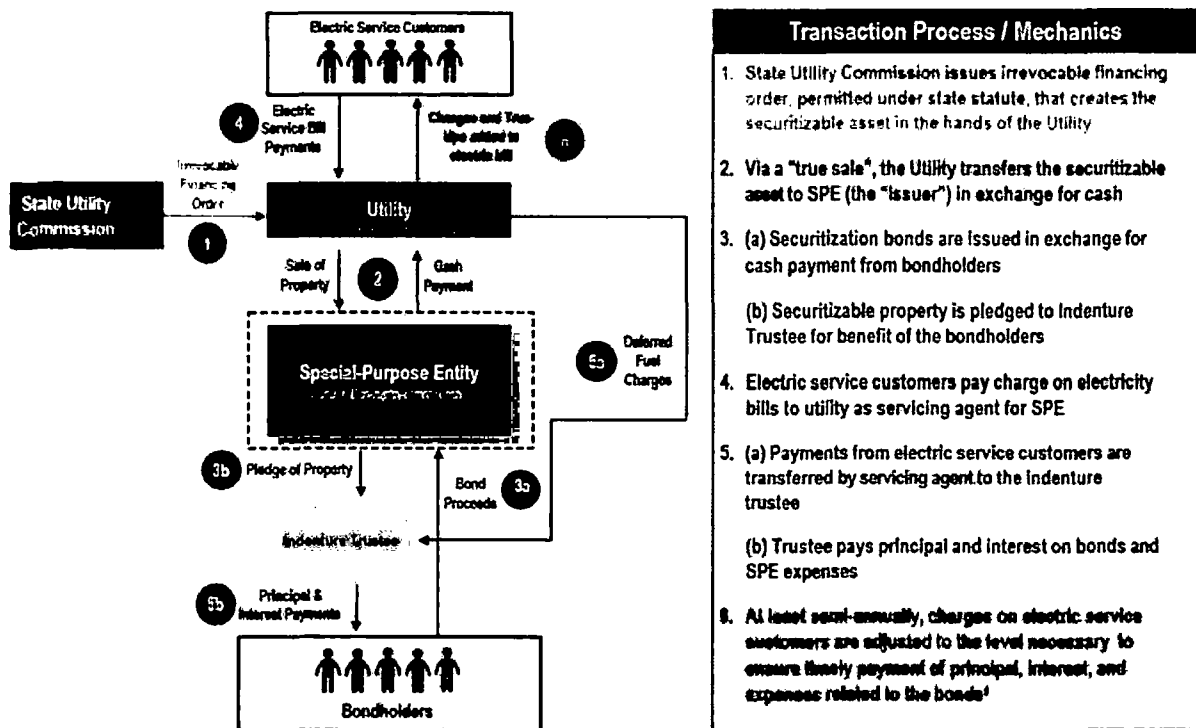 Electric Service Customers
4
Electric
Service Bill
Payments
Charges and True-
Ups added to
electric bill
Irrevocable
Financing
Order
State Utility
Commission
1
Utility
Sale of
Property
2
Cash
Payment
Special-Purpose Entity
5a
Deferred
Fuel
Charges
3b
Pledge of Property
Bond
Proceeds
3a
Indenture Trustee
5b
Principal &
Interest Payments
Bondholders
Transaction Process / Mechanics
1. State Utility Commission issues irrevocable financing
order, permitted under state statute, that creates the
securitizable asset in the hands of the Utility
2. Via a "true sale", the Utility transfers the securitizable
asset to SPE (the "issuer") in exchange for cash
3. (a) Securitization bonds are issued in exchange for
cash payment from bondholders
(b) Securitizable property is pledged to Indenture
Trustee for benefit of the bondholders
4. Electric service customers pay charge on electricity
bills to utility as servicing agent for SPE
5. (a) Payments from electric service customers are
transferred by servicing agent to the indenture
trustee
(b) Trustee pays principal and interest on bonds and
SPE expenses
6. At least semi-annually, charges on electric service
customers are adjusted to the level necessary to
ensure timely payment of principal, interest, and
expenses related to the bonds